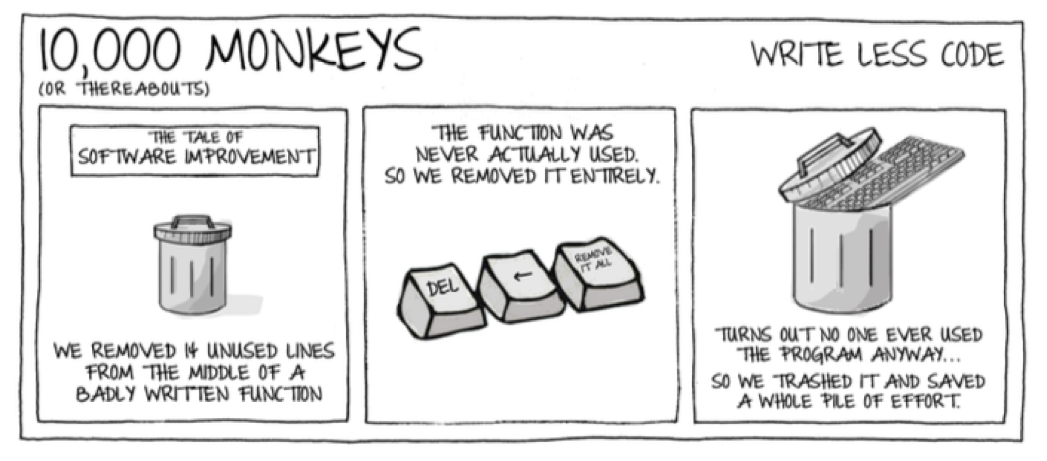 10,000 MONKEYS
(OR THEREABOUTS)
WRITE LESS CODE
THE TALE OF
SOFTWARE IMPROVEMENT
WE REMOVED 14 UNUSED LINES
FROM THE MIDDLE OF A
BADLY WRITTEN FUNCTION
THE FUNCTION WAS
NEVER ACTUALLY USED.
SO WE REMOVED IT ENTIRELY.
DEL
←
REMOVE
IT ALL
TURNS OUT NO ONE EVER USED
THE PROGRAM ANYWAY...
SO WE TRASHED IT AND SAVED
A WHOLE PILE OF EFFORT.